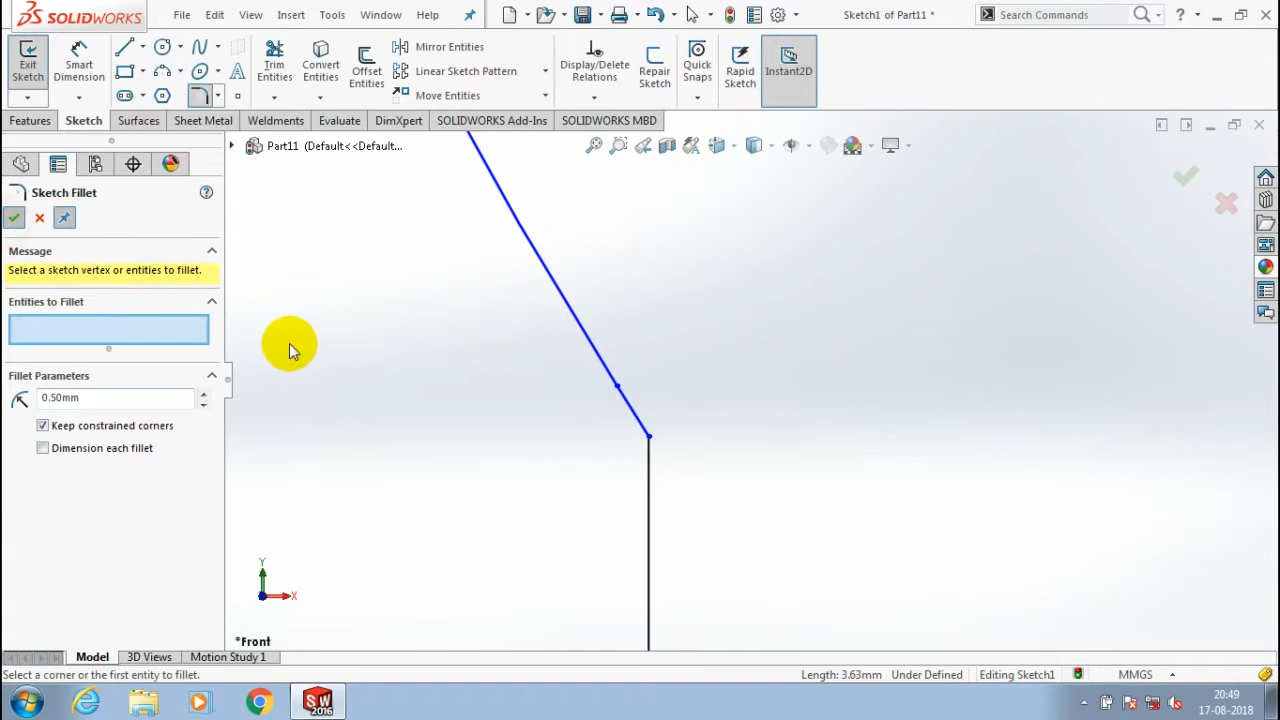 SOLIDWORKS File Edit View Insert Tools Window Help Sketch1 of Part11 * Search Commands
Exit Sketch
Smart Dimension
Trim Entities
Convert Entities
Offset Entities
Mirror Entities
Linear Sketch Pattern
Move Entities
Display/Delete Relations
Repair Sketch
Quick Snaps
Rapid Sketch
Instant2D
Features Sketch Surfaces Sheet Metal Weldments Evaluate DimXpert SOLIDWORKS Add-Ins SOLIDWORKS MBD
Part11 (Default<<Default...
Sketch Fillet
Message
Select a sketch vertex or entities to fillet.
Entities to Fillet
Fillet Parameters
0.50mm
Keep constrained corners
Dimension each fillet
Y
X
*Front
Model 3D Views Motion Study 1
Select a corner or the first entity to fillet. Length: 3.63mm Under Defined Editing Sketch1 MMGS
SW 2016
20:49
17-08-2018